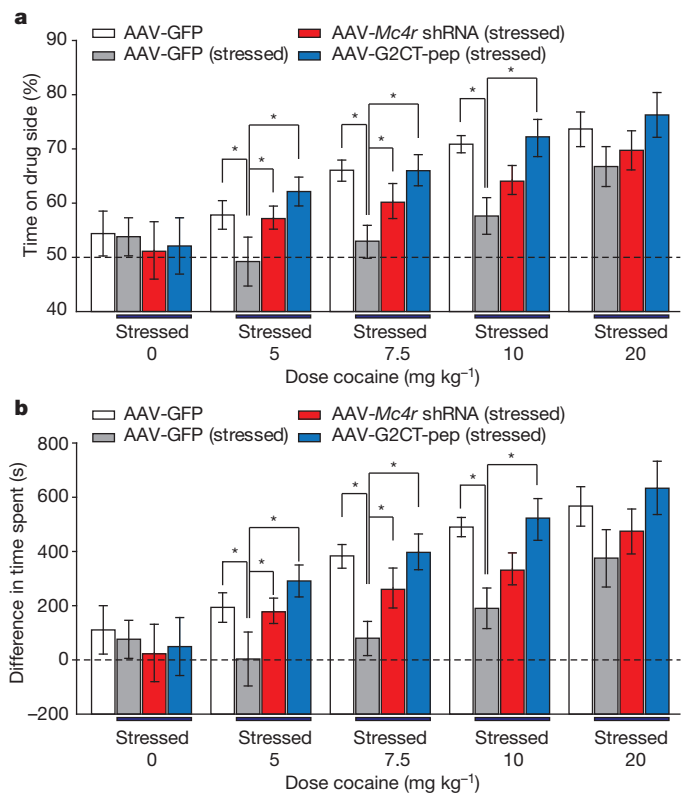 a
AAV-GFP
AAV-Mc4r shRNA (stressed)
AAV-GFP (stressed)
AAV-G2CT-pep (stressed)
Time on drug side (%)
90
80
70
60
50
40
* * * * * * * *
Stressed Stressed Stressed Stressed Stressed
0 5 7.5 10 20
Dose cocaine (mg kg⁻¹)
b
AAV-GFP
AAV-Mc4r shRNA (stressed)
AAV-GFP (stressed)
AAV-G2CT-pep (stressed)
Difference in time spent (s)
800
600
400
200
0
–200
* * * * * * * *
Stressed Stressed Stressed Stressed Stressed
0 5 7.5 10 20
Dose cocaine (mg kg⁻¹)